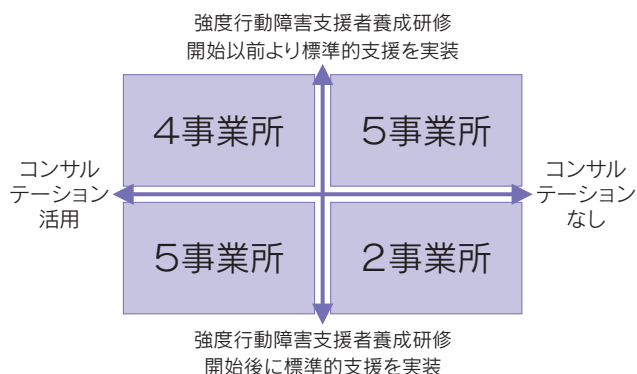 強度行動障害支援者養成研修
開始以前より標準的支援を実装
4事業所
5事業所
コンサル
テーション
活用
コンサル
テーション
なし
5事業所
2事業所
強度行動障害支援者養成研修
開始後に標準的支援を実装